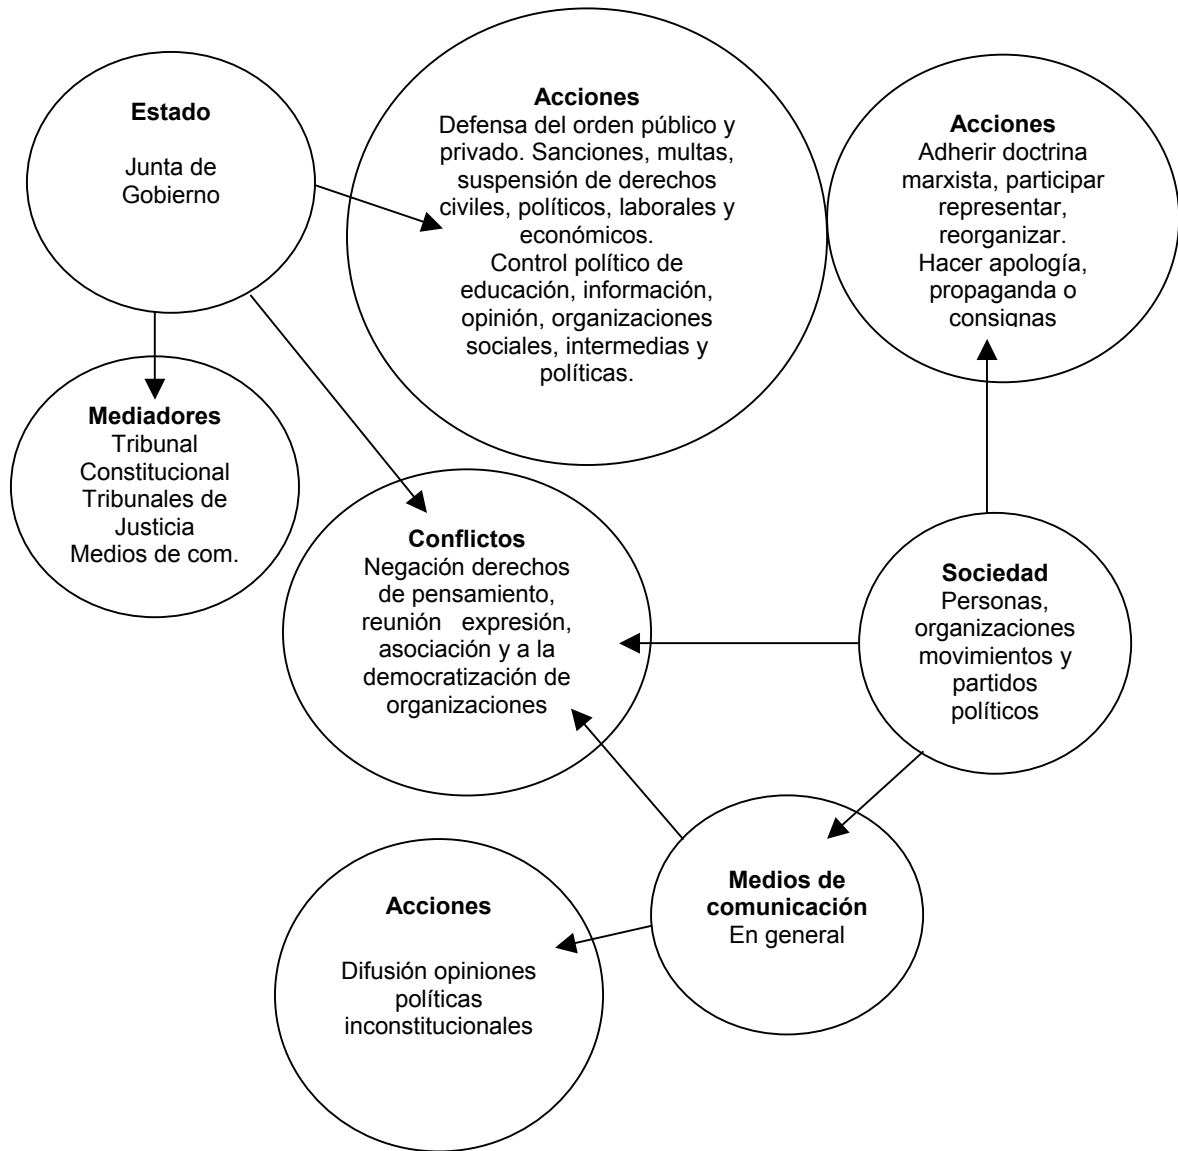 Estado
Junta de
Gobierno
Acciones
Defensa del orden público y
privado. Sanciones, multas,
suspensión de derechos
civiles, políticos, laborales y
económicos.
Control político de
educación, información,
opinión, organizaciones
sociales, intermedias y
políticas.
Acciones
Adherir doctrina
marxista, participar
representar,
reorganizar.
Hacer apología,
propaganda o
consignas
Mediadores
Tribunal
Constitucional
Tribunales de
Justicia
Medios de com.
Conflictos
Negación derechos
de pensamiento,
reunión expresión,
asociación y a la
democratización de
organizaciones
Sociedad
Personas,
organizaciones
movimientos y
partidos
políticos
Medios de
comunicación
En general
Acciones
Difusión opiniones
políticas
inconstitucionales